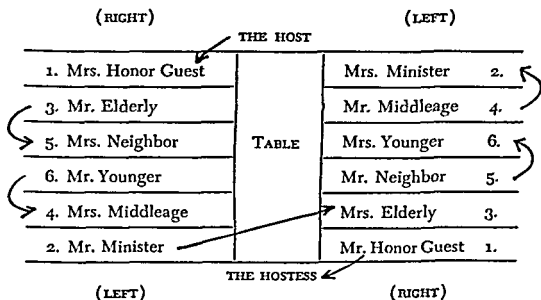 (RIGHT) (LEFT)
THE HOST
1. Mrs. Honor Guest Mrs. Minister 2.
3. Mr. Elderly Mr. Middleage 4.
5. Mrs. Neighbor TABLE Mrs. Younger 6.
6. Mr. Younger Mr. Neighbor 5.
4. Mrs. Middleage Mrs. Elderly 3.
2. Mr. Minister Mr. Honor Guest 1.
THE HOSTESS
(LEFT) (RIGHT)